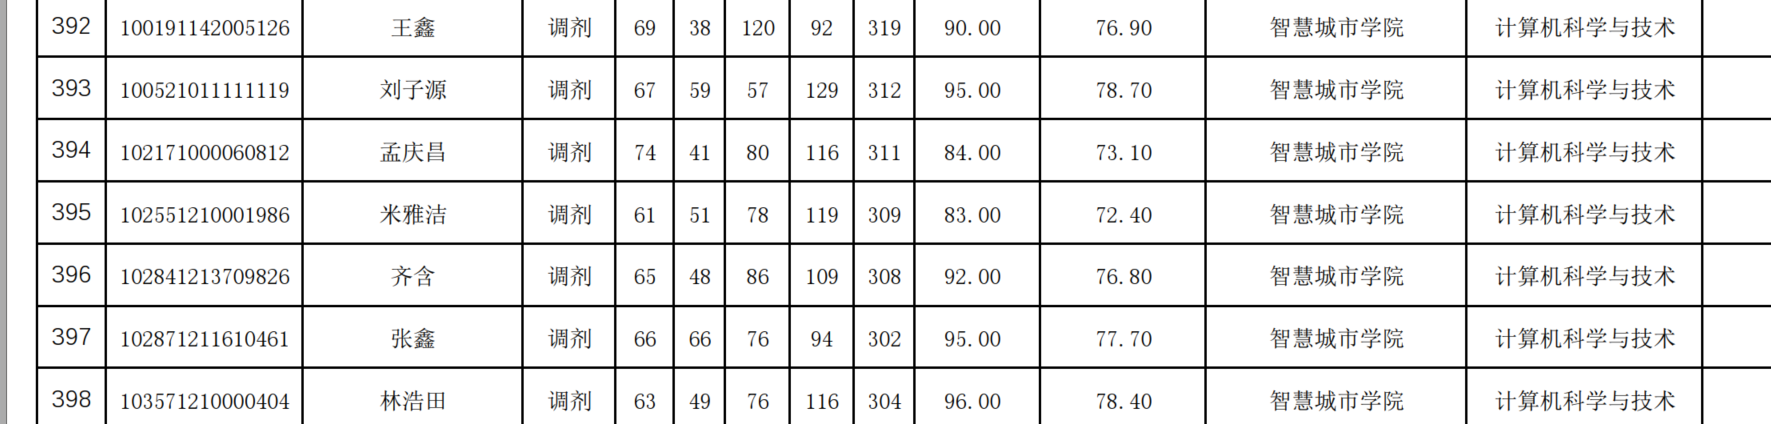 392 100191142005126 王鑫 调剂 69 38 120 92 319 90.00 76.90 智慧城市学院 计算机科学与技术
393 100521011111119 刘子源 调剂 67 59 57 129 312 95.00 78.70 智慧城市学院 计算机科学与技术
394 102171000060812 孟庆昌 调剂 74 41 80 116 311 84.00 73.10 智慧城市学院 计算机科学与技术
395 102551210001986 米雅洁 调剂 61 51 78 119 309 83.00 72.40 智慧城市学院 计算机科学与技术
396 102841213709826 齐含 调剂 65 48 86 109 308 92.00 76.80 智慧城市学院 计算机科学与技术
397 102871211610461 张鑫 调剂 66 66 76 94 302 95.00 77.70 智慧城市学院 计算机科学与技术
398 103571210000404 林浩田 调剂 63 49 76 116 304 96.00 78.40 智慧城市学院 计算机科学与技术